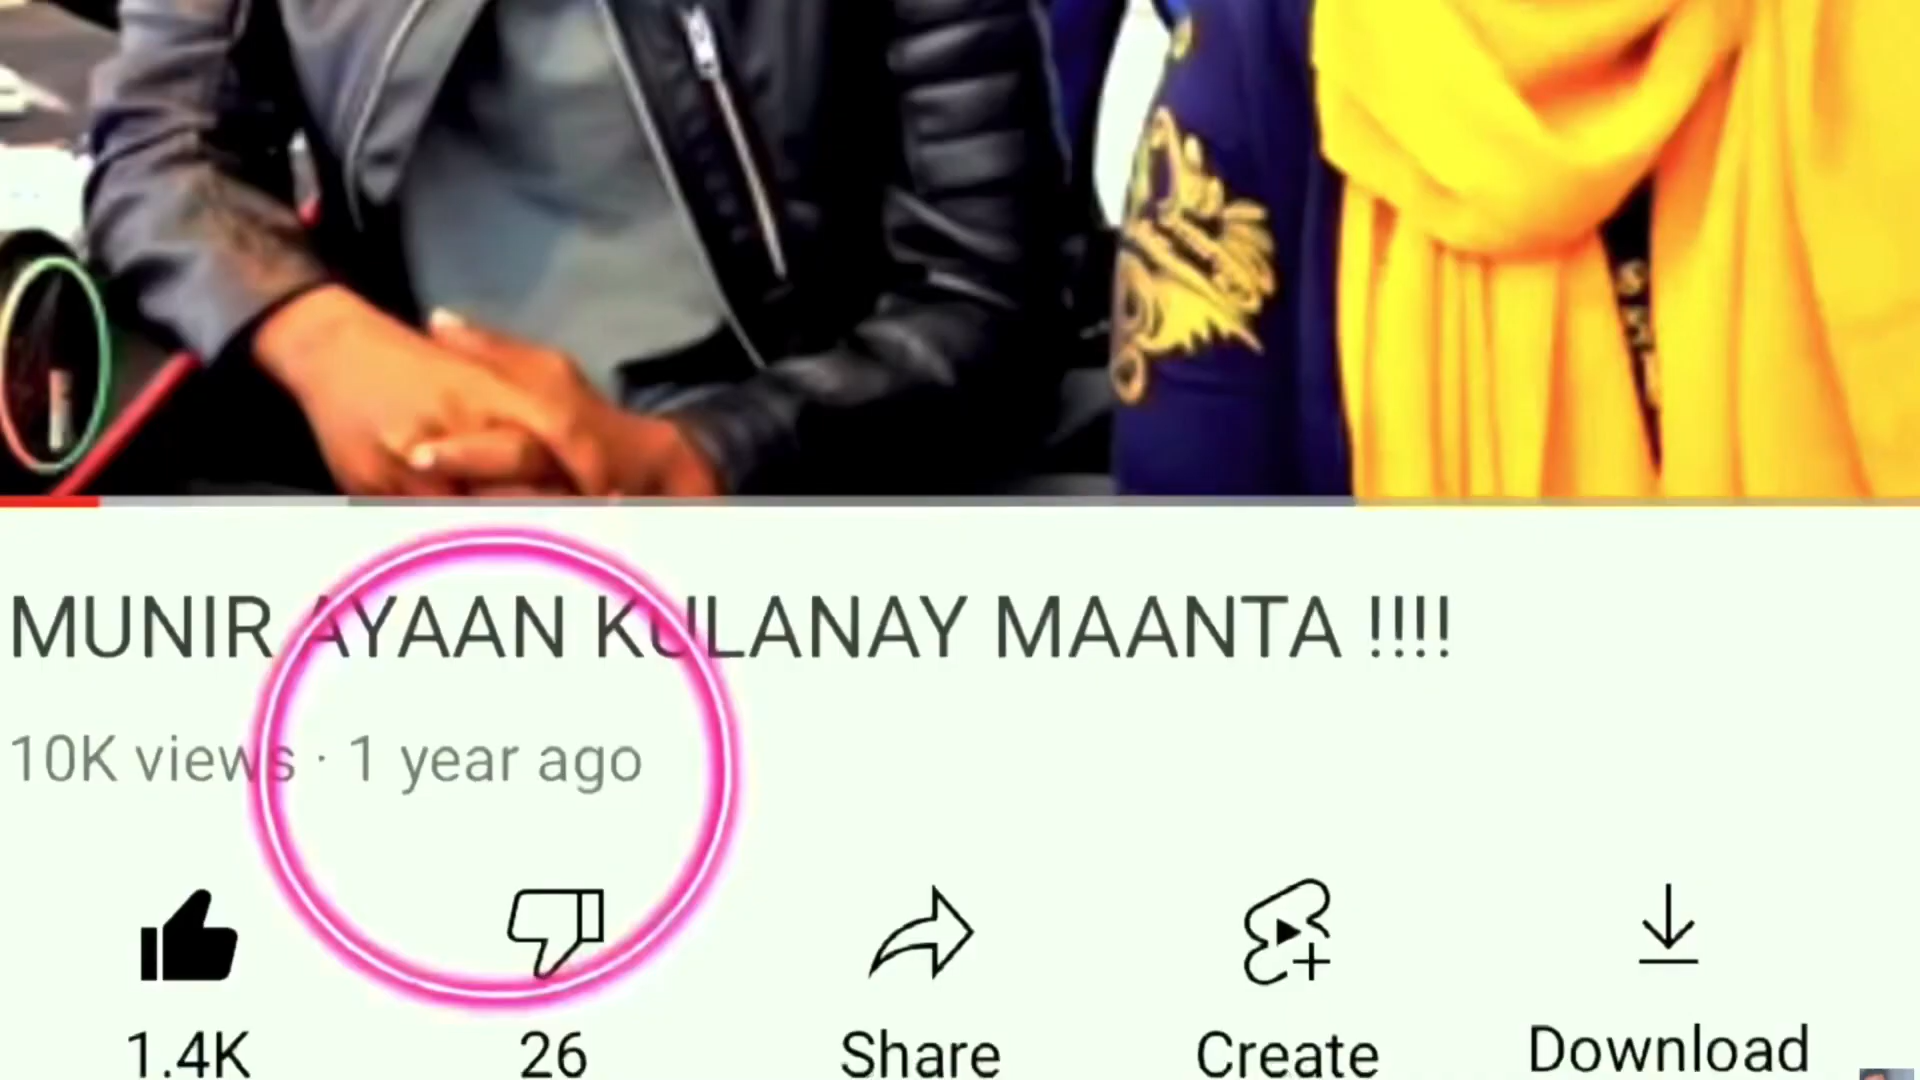 MUNIR AYAAN KULANAY MAANTA !!!!
10K views · 1 year ago
1.4K
26
Share
Create
Download